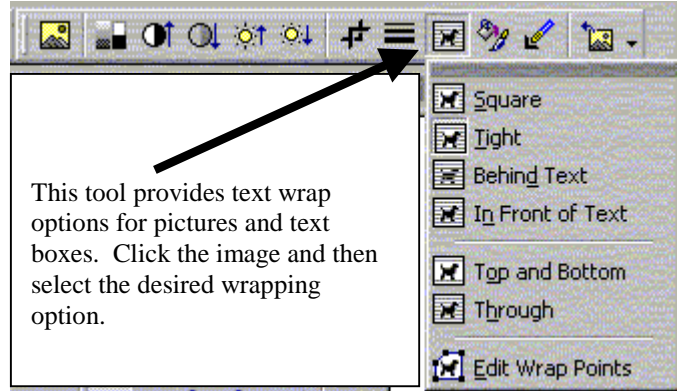 Square
Tight
Behind Text
In Front of Text
Top and Bottom
Through
Edit Wrap Points
This tool provides text wrap
options for pictures and text
boxes.  Click the image and then
select the desired wrapping
option.